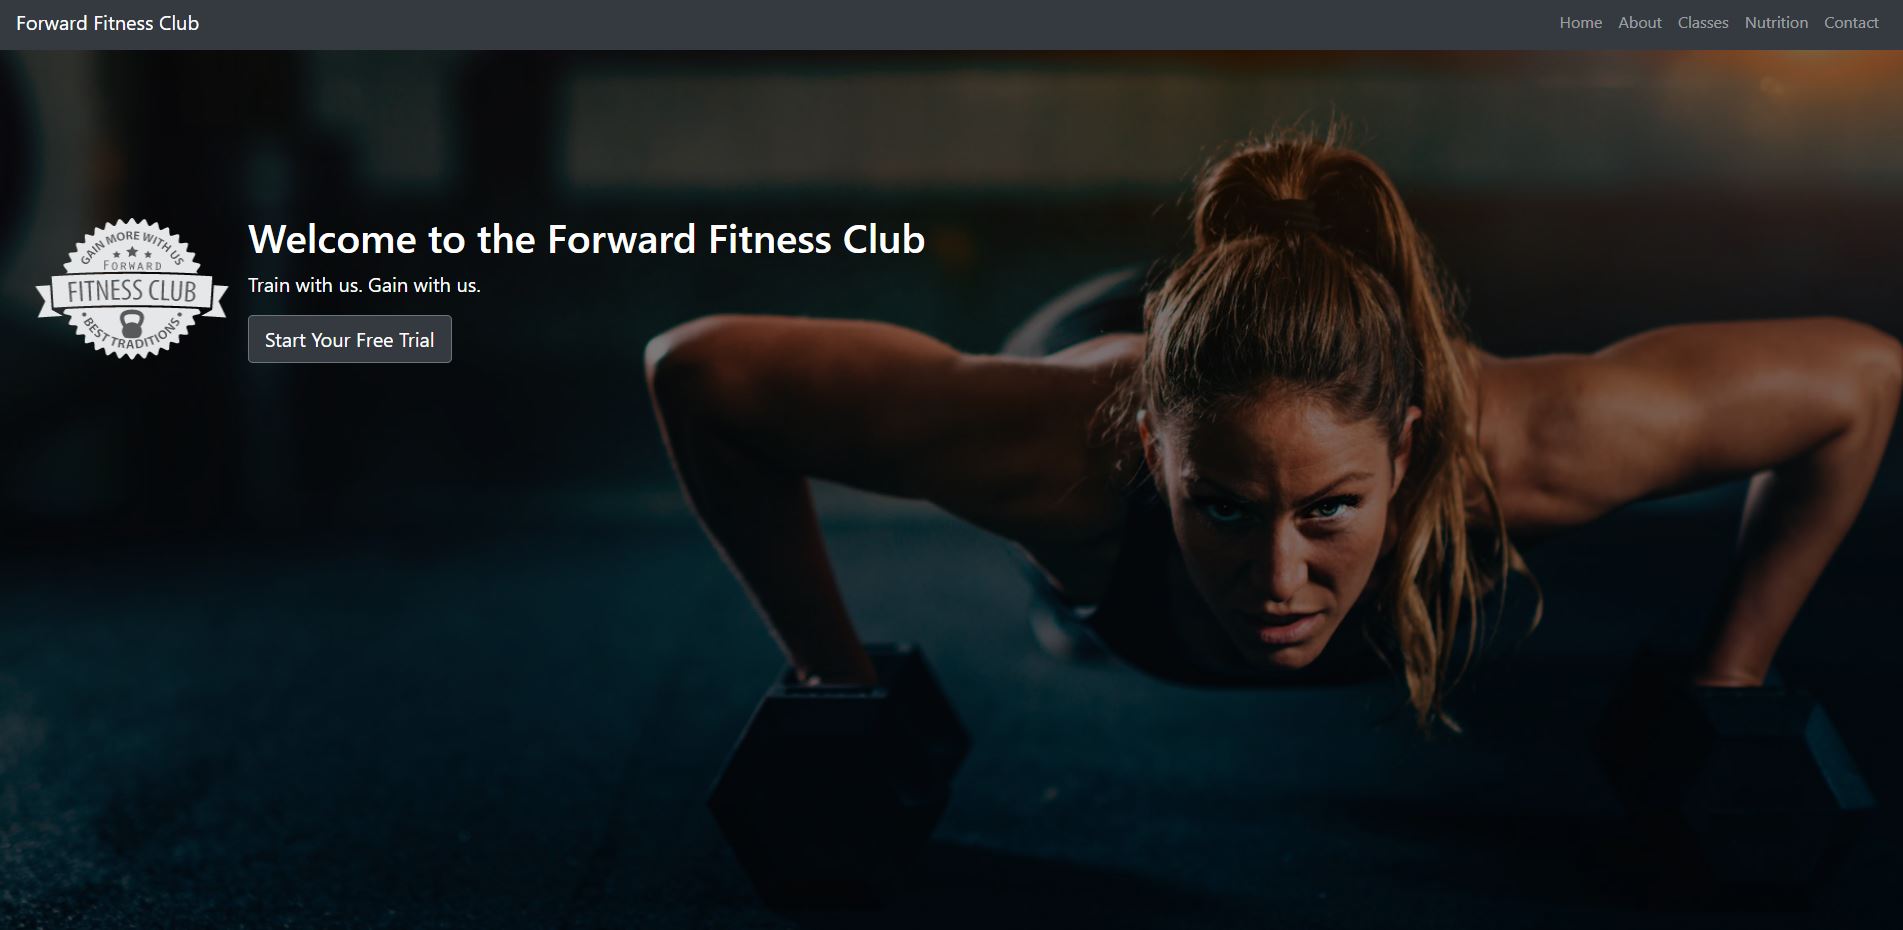 Forward Fitness Club
Home About Classes Nutrition Contact
GAIN MORE WITH US
FORWARD
FITNESS CLUB
BEST TRADITIONS
Welcome to the Forward Fitness Club
Train with us. Gain with us.
Start Your Free Trial